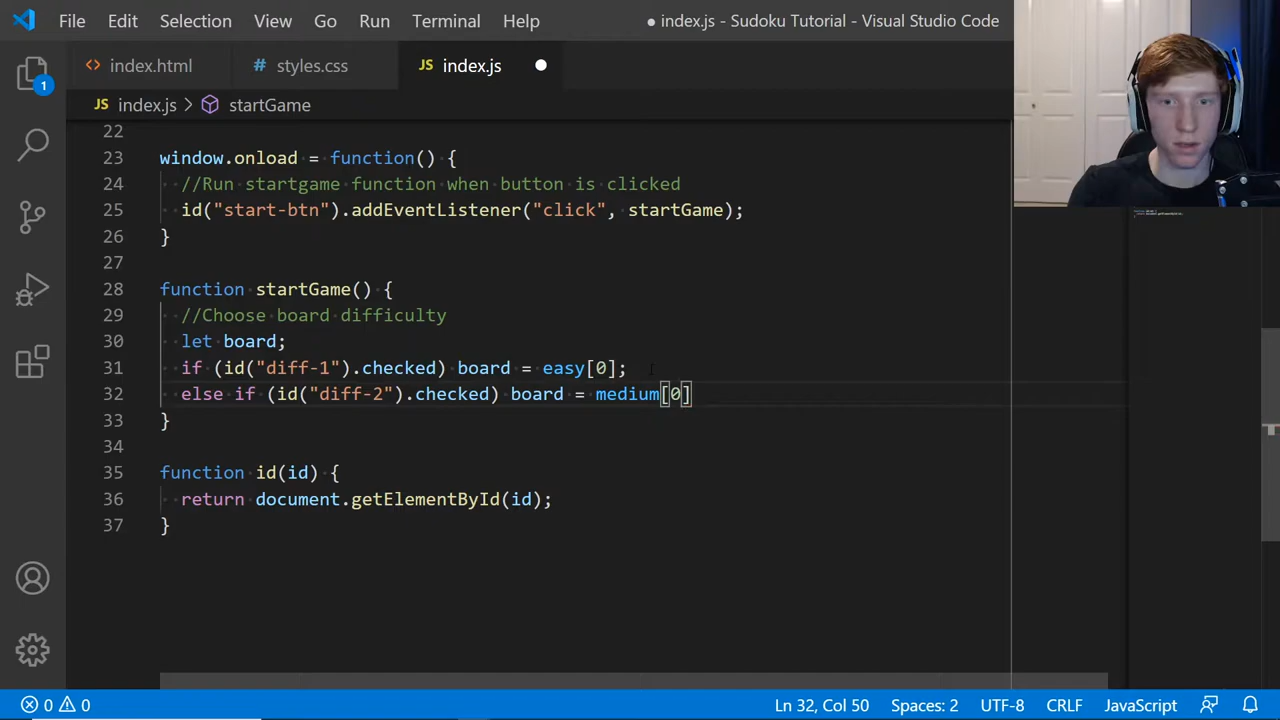 File Edit Selection View Go Run Terminal Help ● index.js - Sudoku Tutorial - Visual Studio Code
<> index.html # styles.css JS index.js ●
1
JS index.js > startGame
22
23 window.onload = function() {
24 //Run startgame function when button is clicked
25 id("start-btn").addEventListener("click", startGame);
26 }
27
28 function startGame() {
29 //Choose board difficulty
30 let board;
31 if (id("diff-1").checked) board = easy[0];
32 else if (id("diff-2").checked) board = medium[0]
33 }
34
35 function id(id) {
36 return document.getElementById(id);
37 }
0 0 Ln 32, Col 50 Spaces: 2 UTF-8 CRLF JavaScript